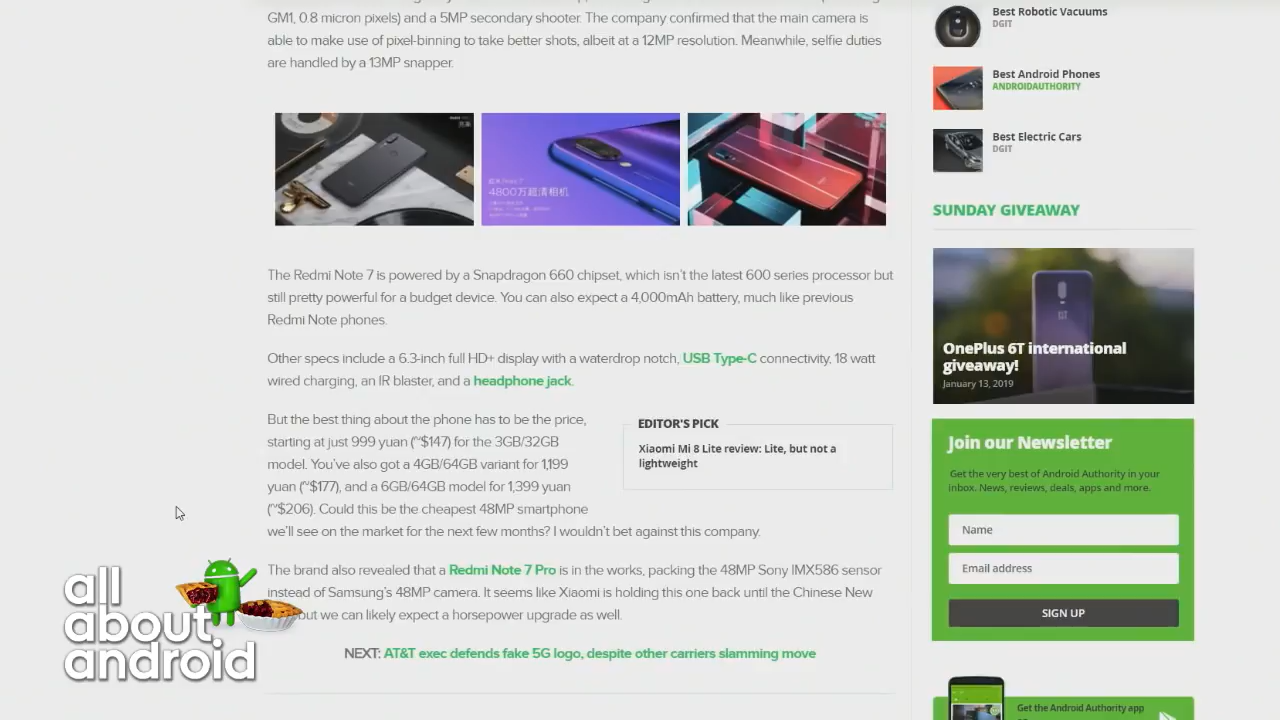 GM1, 0.8 micron pixels) and a 5MP secondary shooter. The company confirmed that the main camera is
able to make use of pixel-binning to take better shots, albeit at a 12MP resolution. Meanwhile, selfie duties
are handled by a 13MP snapper.
4800万超清相机
The Redmi Note 7 is powered by a Snapdragon 660 chipset, which isn't the latest 600 series processor but
still pretty powerful for a budget device. You can also expect a 4,000mAh battery, much like previous
Redmi Note phones.
Other specs include a 6.3-inch full HD+ display with a waterdrop notch, USB Type-C connectivity, 18 watt
wired charging, an IR blaster, and a headphone jack.
But the best thing about the phone has to be the price,
starting at just 999 yuan (~$147) for the 3GB/32GB
model. You've also got a 4GB/64GB variant for 1,199
yuan (~$177), and a 6GB/64GB model for 1,399 yuan
(~$206). Could this be the cheapest 48MP smartphone
we'll see on the market for the next few months? I wouldn't bet against this company.
EDITOR'S PICK
Xiaomi Mi 8 Lite review: Lite, but not a
lightweight
The brand also revealed that a Redmi Note 7 Pro is in the works, packing the 48MP Sony IMX586 sensor
instead of Samsung's 48MP camera. It seems like Xiaomi is holding this one back until the Chinese New
but we can likely expect a horsepower upgrade as well.
NEXT: AT&T exec defends fake 5G logo, despite other carriers slamming move
Best Robotic Vacuums
DGIT
Best Android Phones
ANDROIDAUTHORITY
Best Electric Cars
DGIT
SUNDAY GIVEAWAY
OnePlus 6T international
giveaway!
January 13, 2019
Join our Newsletter
Get the very best of Android Authority in your
inbox. News, reviews, deals, apps and more.
Name
Email address
SIGN UP
Get the Android Authority app
all
about
android